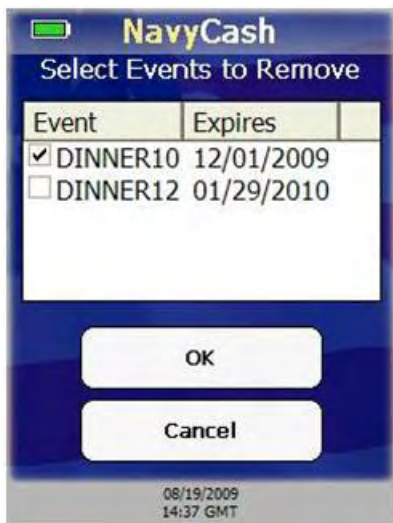 NavyCash
Select Events to Remove
Event Expires
DINNER10 12/01/2009
DINNER12 01/29/2010
OK
Cancel
08/19/2009
14:37 GMT